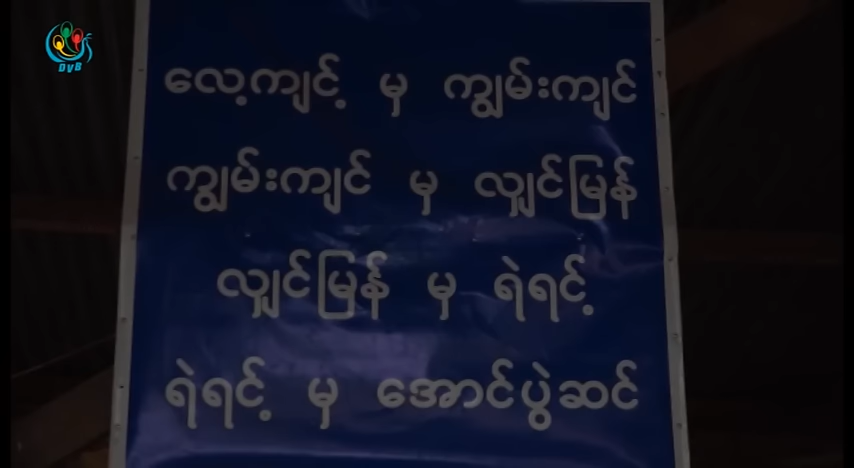 DVB
လေ့ကျင့် မှ ကျွမ်းကျင်
ကျွမ်းကျင် မှ လျှင်မြန်
လျှင်မြန် မှ ရဲရင့်
ရဲရင့် မှ အောင်ပွဲဆင်